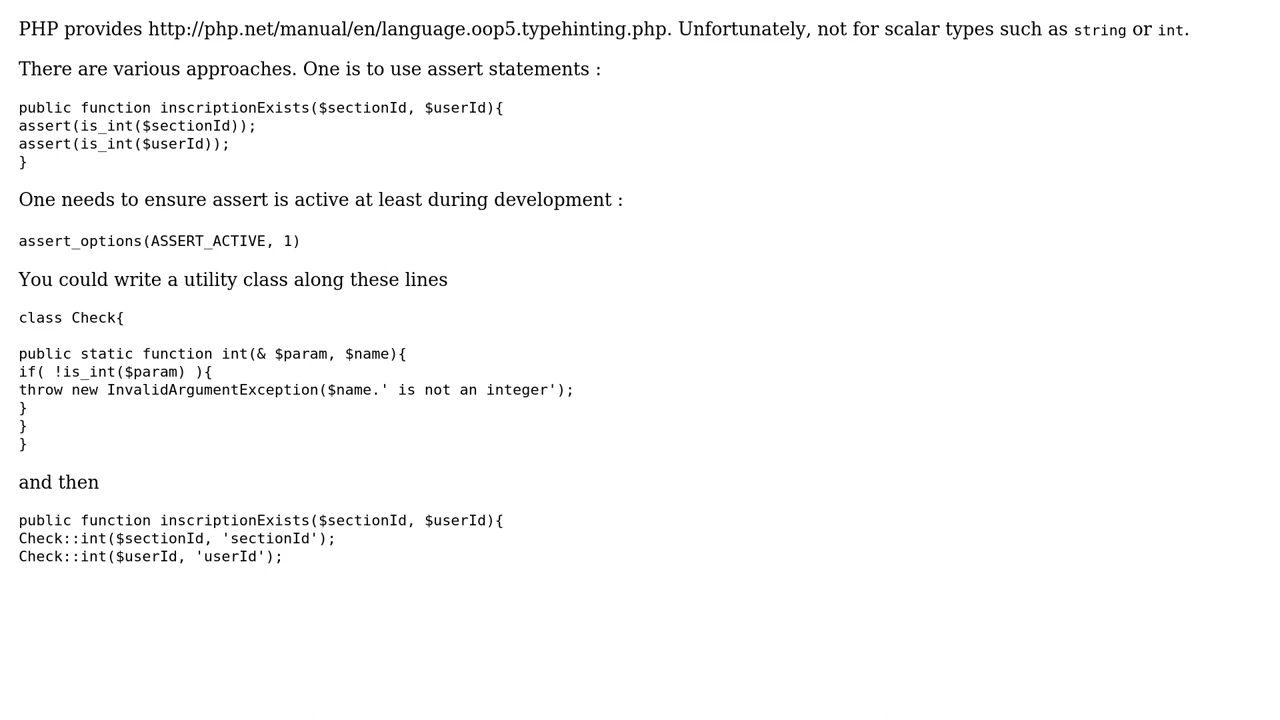 PHP provides http://php.net/manual/en/language.oop5.typehinting.php. Unfortunately, not for scalar types such as string or int.
There are various approaches. One is to use assert statements :
public function inscriptionExists($sectionId, $userId){
assert(is_int($sectionId));
assert(is_int($userId));
}
One needs to ensure assert is active at least during development :
assert_options(ASSERT_ACTIVE, 1)
You could write a utility class along these lines
class Check{
public static function int(& $param, $name){
if( !is_int($param) ){
throw new InvalidArgumentException($name.' is not an integer');
}
}
}
and then
public function inscriptionExists($sectionId, $userId){
Check::int($sectionId, 'sectionId');
Check::int($userId, 'userId');